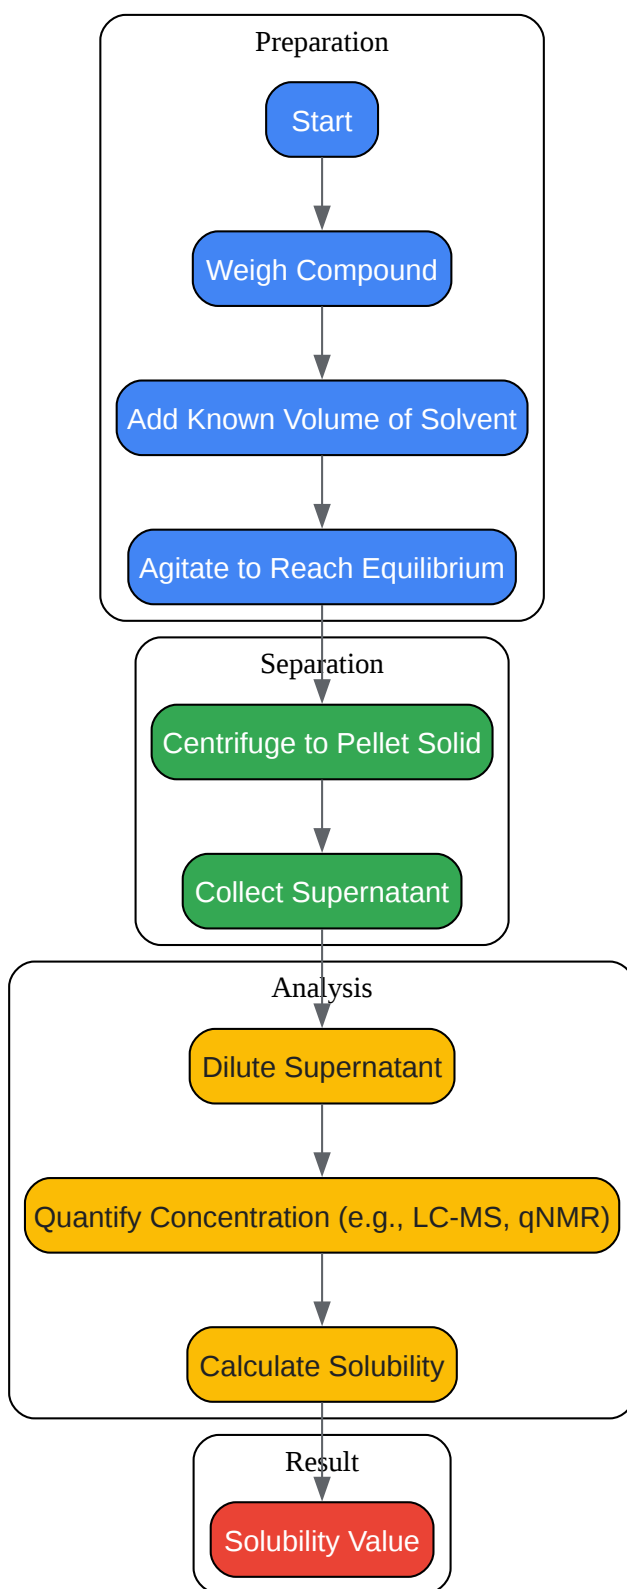 Preparation
Start
Weigh Compound
Add Known Volume of Solvent
Agitate to Reach Equilibrium
Separation
Centrifuge to Pellet Solid
Collect Supernatant
Analysis
Dilute Supernatant
Quantify Concentration (e.g., LC-MS, qNMR)
Calculate Solubility
Result
Solubility Value